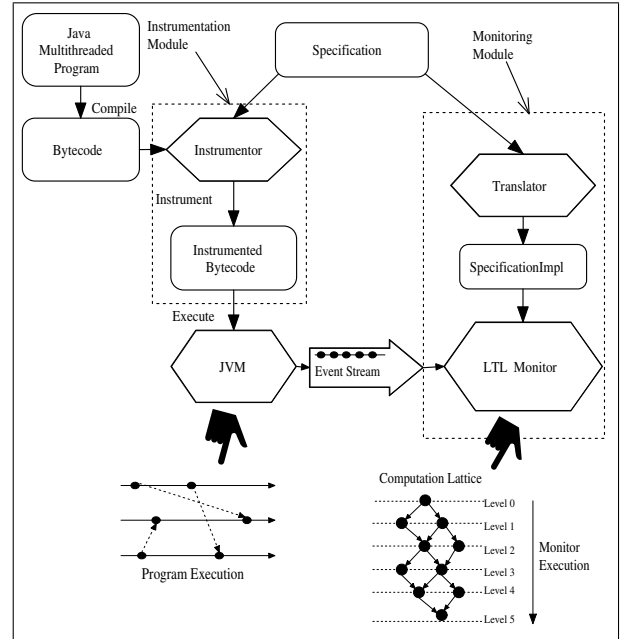 Java
Multithreaded
Program
Instrumentation
Module
Specification
Monitoring
Module
Compile
Bytecode
Instrumentor
Translator
Instrument
Instrumented
Bytecode
SpecificationImpl
Execute
JVM
Event Stream
LTL Monitor
Computation Lattice
Level 0
Level 1
Level 2
Level 3
Level 4
Level 5
Monitor
Execution
Program Execution